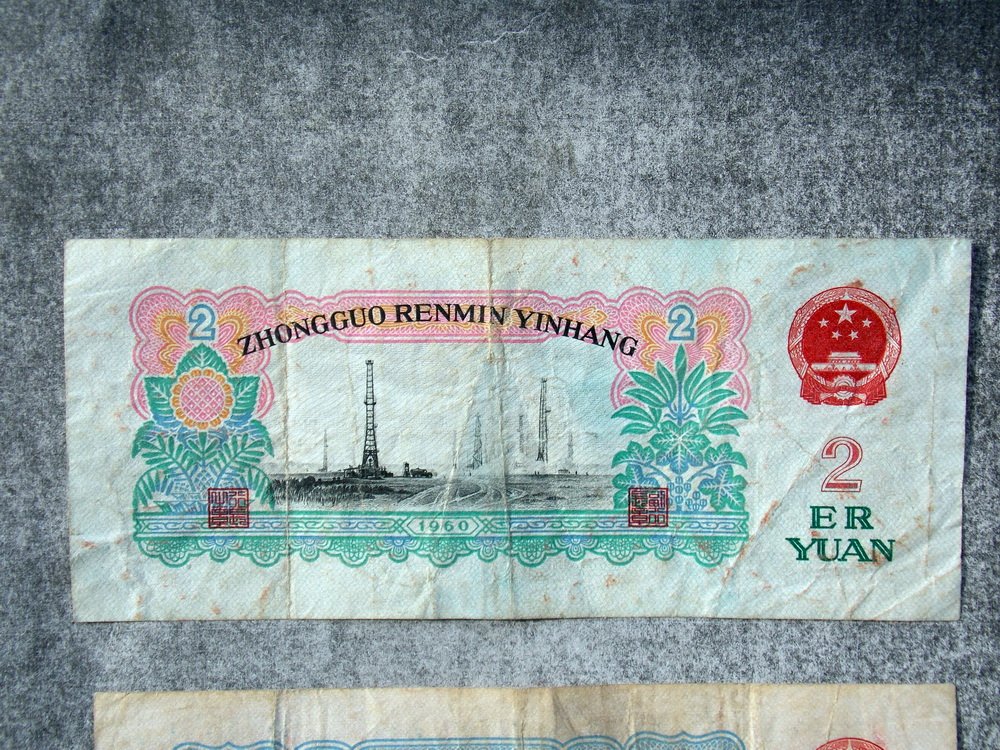 2 2
ZHONGGUO RENMIN YINHANG
2
ER
YUAN
1960